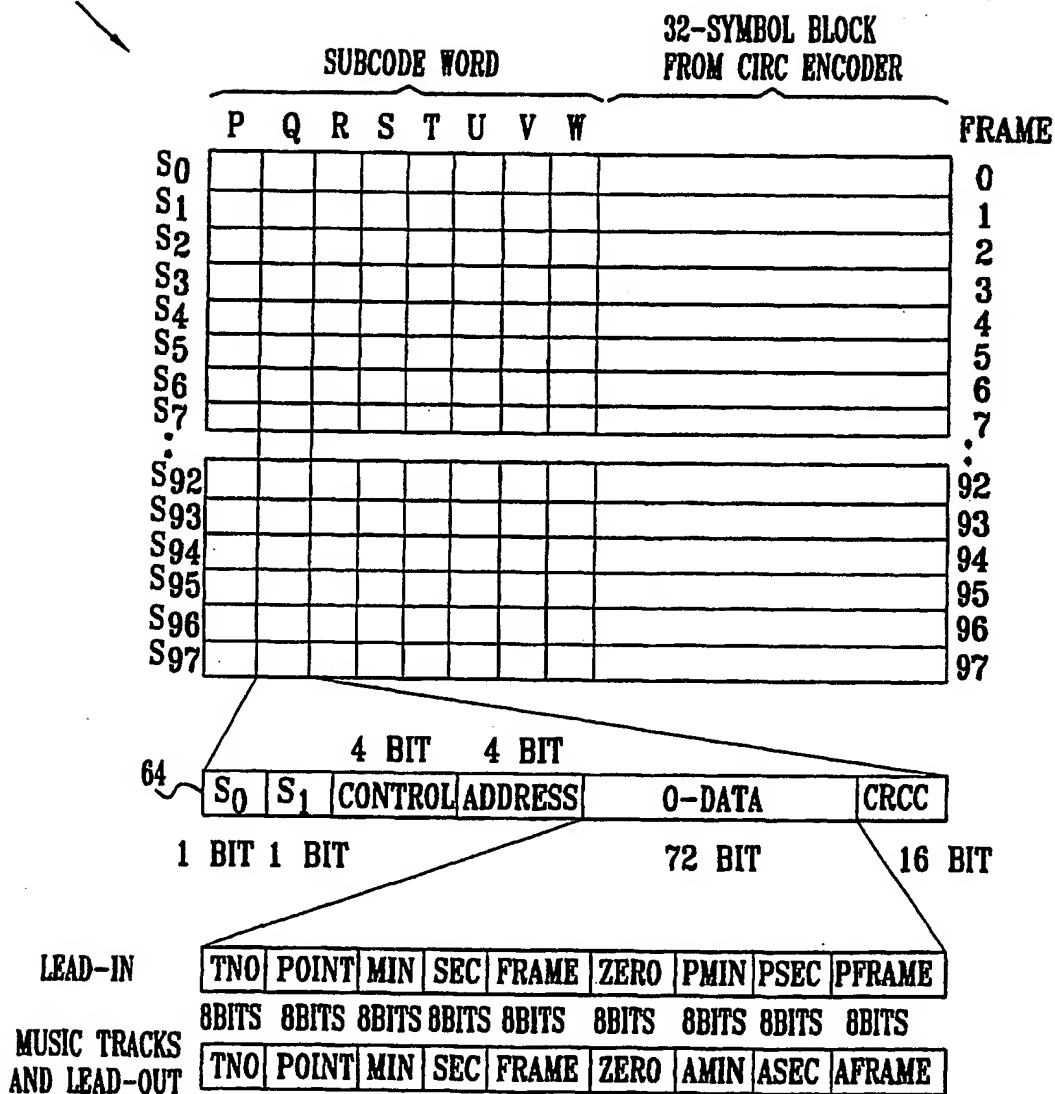 32-SYMBOL BLOCK
SUBCODE WORD FROM CIRC ENCODER
P Q R S T U V W FRAME
S0 0
S1 1
S2 2
S3 3
S4 4
S5 5
S6 6
S7 7
S92 92
S93 93
S94 94
S95 95
S96 96
S97 97
4 BIT 4 BIT
64 S0 S1 CONTROL ADDRESS 0-DATA CRCC
1 BIT 1 BIT 72 BIT 16 BIT
LEAD-IN TNO POINT MIN SEC FRAME ZERO PMIN PSEC PFRAME
8BITS 8BITS 8BITS 8BITS 8BITS 8BITS 8BITS 8BITS 8BITS
MUSIC TRACKS
AND LEAD-OUT TNO POINT MIN SEC FRAME ZERO AMIN ASEC AFRAME